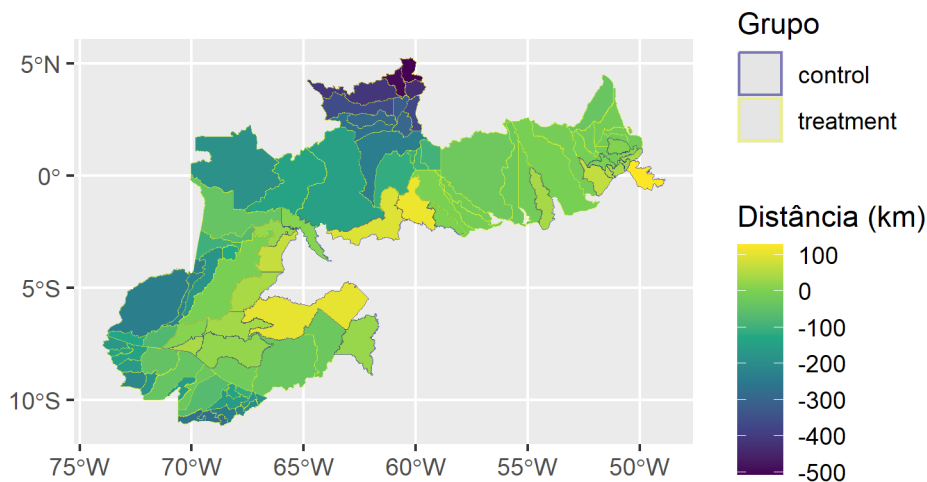 5°N
0°
5°S
10°S
75°W 70°W 65°W 60°W 55°W 50°W
Grupo
control
treatment
Distância (km)
100
0
-100
-200
-300
-400
-500